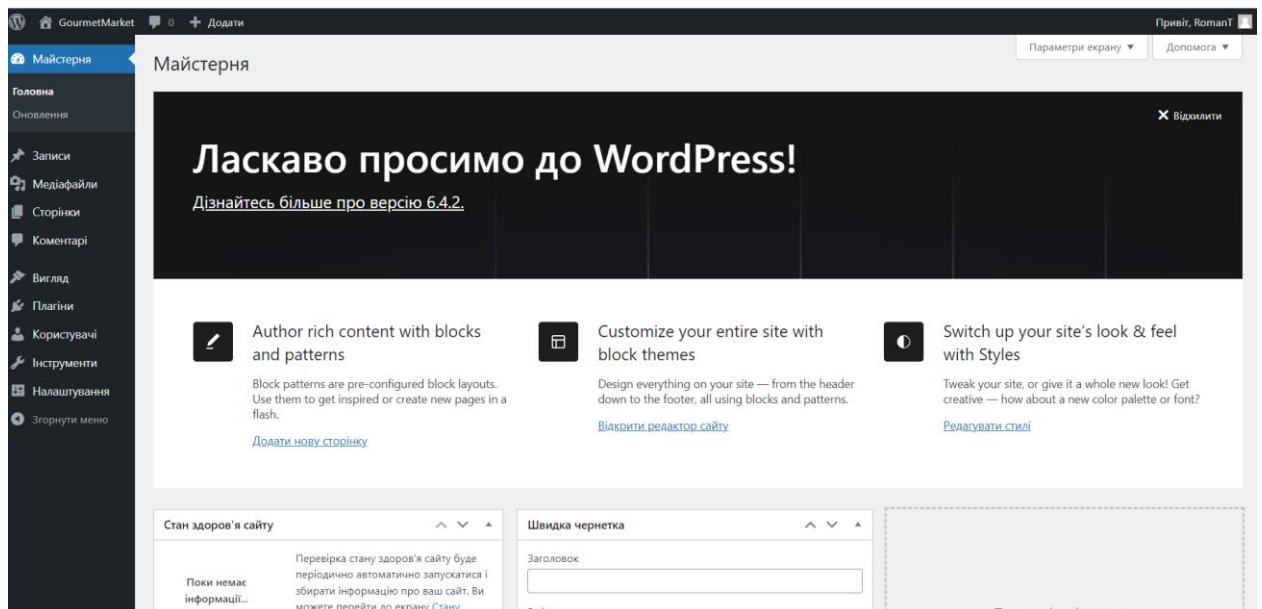 GourmetMarket 0 Додати Привіт, RomanT
Майстерня
Головна
Оновлення
Записи
Медіафайли
Сторінки
Коментарі
Вигляд
Плагіни
Користувачі
Інструменти
Налаштування
Згорнути меню
Параметри екрану ▼ Допомога ▼
Майстерня
Відхилити
Ласкаво просимо до WordPress!
Дізнайтесь більше про версію 6.4.2.
Author rich content with blocks
and patterns
Block patterns are pre-configured block layouts.
Use them to get inspired or create new pages in a
flash.
Додати нову сторінку
Customize your entire site with
block themes
Design everything on your site — from the header
down to the footer, all using blocks and patterns.
Відкрити редактор сайту
Switch up your site's look & feel
with Styles
Tweak your site, or give it a whole new look! Get
creative — how about a new color palette or font?
Редагувати стилі
Стан здоров'я сайту
Поки немає
інформації...
Перевірка стану здоров'я сайту буде
періодично автоматично запускатися і
збирати інформацію про ваш сайт. Ви
можете перейти до екрану Стану
Швидка чернетка
Заголовок